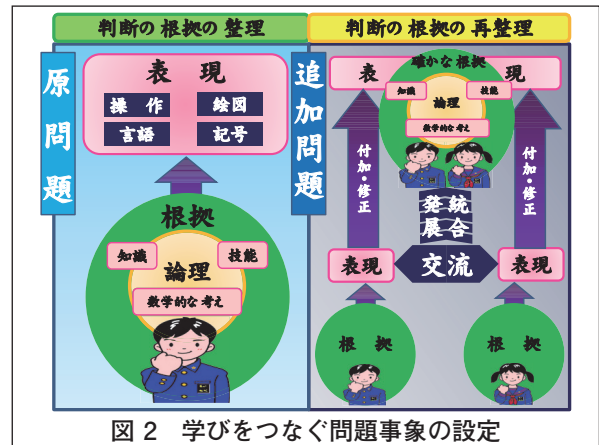 判断の根拠の整理
原問題
表現
操作
絵図
言語
記号
根拠
知識
技能
論理
数学的な考え
判断の根拠の再整理
追加問題
表
確かな根拠
現
知識
技能
論理
数学的な考え
付加・修正
付加・修正
発展
統合
表現
交流
表現
根拠
根拠
図2 学びをつなぐ問題事象の設定